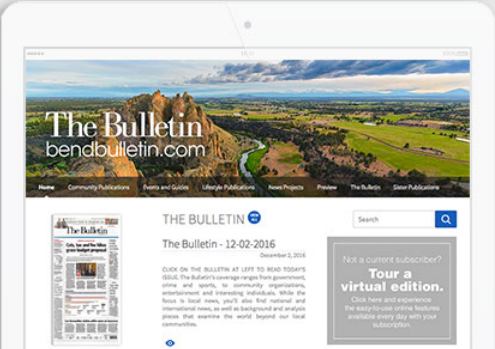 The Bulletin
bendbulletin.com
Home Community Publications Events and Guides Lifestyle Publications News Projects Preview The Bulletin Sister Publications
THE BULLETIN VIEW ALL
Search
The Bulletin
The Bulletin - 12-02-2016
December 2, 2016
CLICK ON THE BULLETIN AT LEFT TO READ TODAY'S
ISSUE. The Bulletin's coverage ranges from government,
crime and sports, to community organizations,
entertainment and interesting individuals. While the
focus is local news, you'll also find national and
international news, as well as background and analysis
pieces that examine the world beyond our local
communities.
Not a current subscriber?
Tour a
virtual edition.
Click here and experience
the easy-to-use online features
available every day with your
subscription.